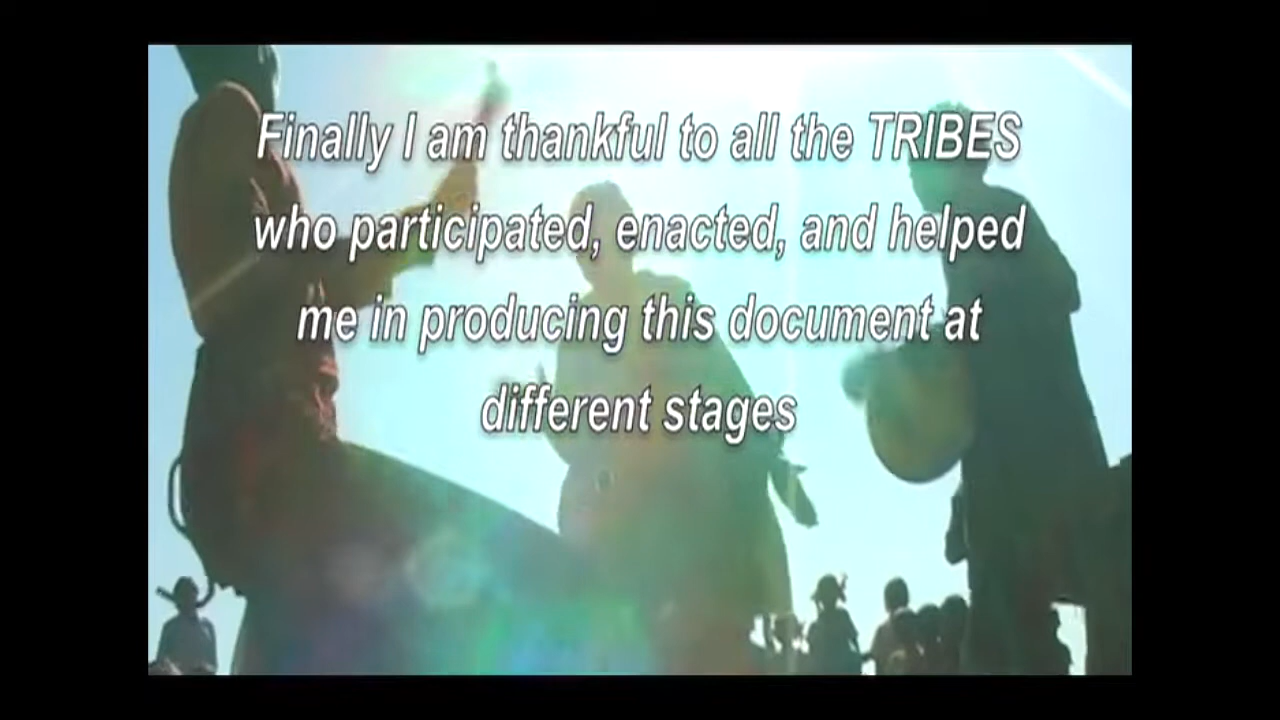 Finally I am thankful to all the TRIBES
who participated, enacted, and helped
me in producing this document at
different stages